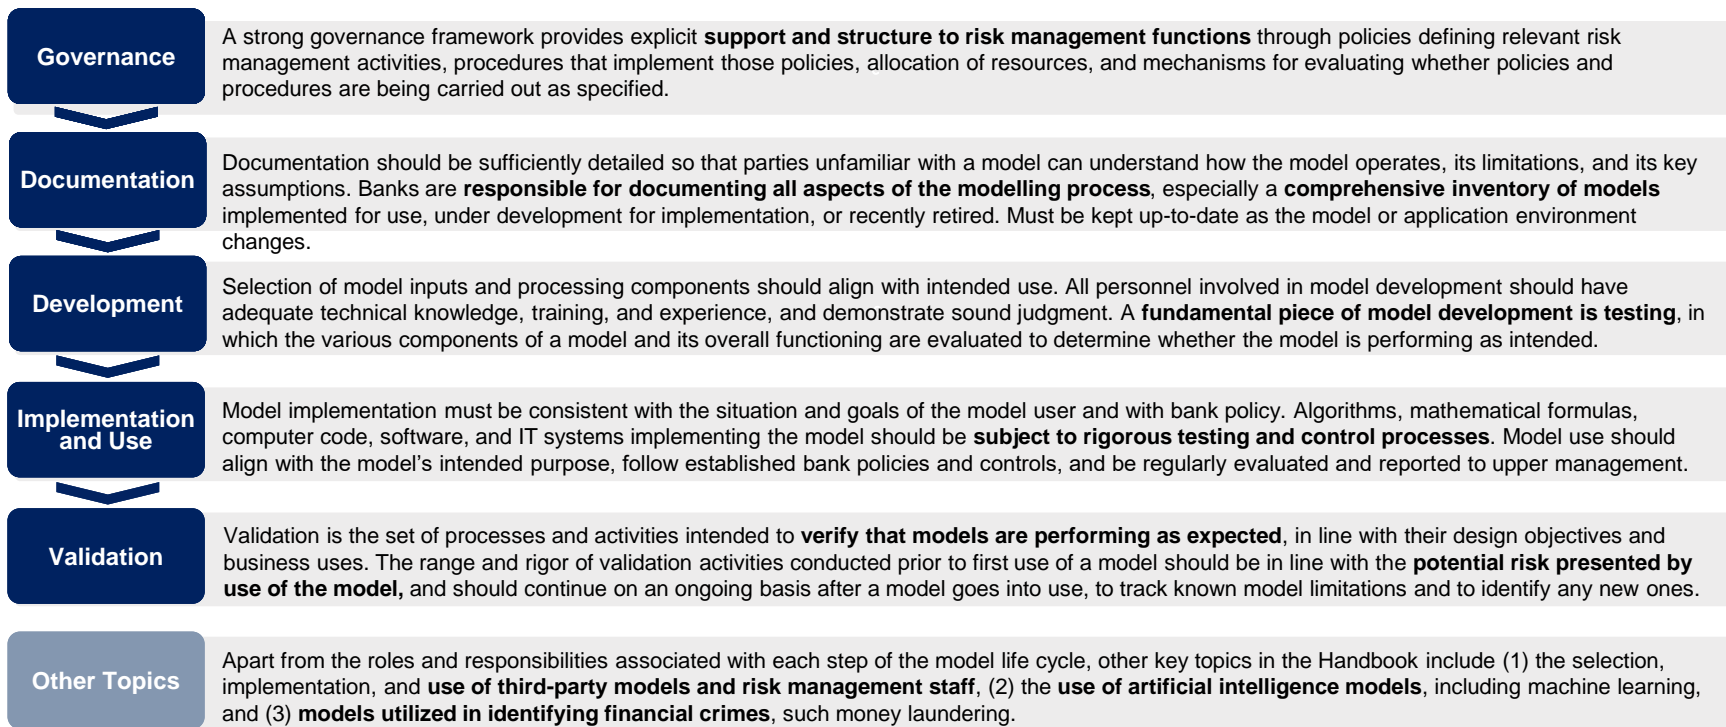 Governance
A strong governance framework provides explicit support and structure to risk management functions through policies defining relevant risk
management activities, procedures that implement those policies, allocation of resources, and mechanisms for evaluating whether policies and
procedures are being carried out as specified.
Documentation
Documentation should be sufficiently detailed so that parties unfamiliar with a model can understand how the model operates, its limitations, and its key
assumptions. Banks are responsible for documenting all aspects of the modelling process, especially a comprehensive inventory of models
implemented for use, under development for implementation, or recently retired. Must be kept up-to-date as the model or application environment
changes.
Development
Selection of model inputs and processing components should align with intended use. All personnel involved in model development should have
adequate technical knowledge, training, and experience, and demonstrate sound judgment. A fundamental piece of model development is testing, in
which the various components of a model and its overall functioning are evaluated to determine whether the model is performing as intended.
Implementation
and Use
Model implementation must be consistent with the situation and goals of the model user and with bank policy. Algorithms, mathematical formulas,
computer code, software, and IT systems implementing the model should be subject to rigorous testing and control processes. Model use should
align with the model's intended purpose, follow established bank policies and controls, and be regularly evaluated and reported to upper management.
Validation
Validation is the set of processes and activities intended to verify that models are performing as expected, in line with their design objectives and
business uses. The range and rigor of validation activities conducted prior to first use of a model should be in line with the potential risk presented by
use of the model, and should continue on an ongoing basis after a model goes into use, to track known model limitations and to identify any new ones.
Other Topics
Apart from the roles and responsibilities associated with each step of the model life cycle, other key topics in the Handbook include (1) the selection,
implementation, and use of third-party models and risk management staff, (2) the use of artificial intelligence models, including machine learning,
and (3) models utilized in identifying financial crimes, such money laundering.